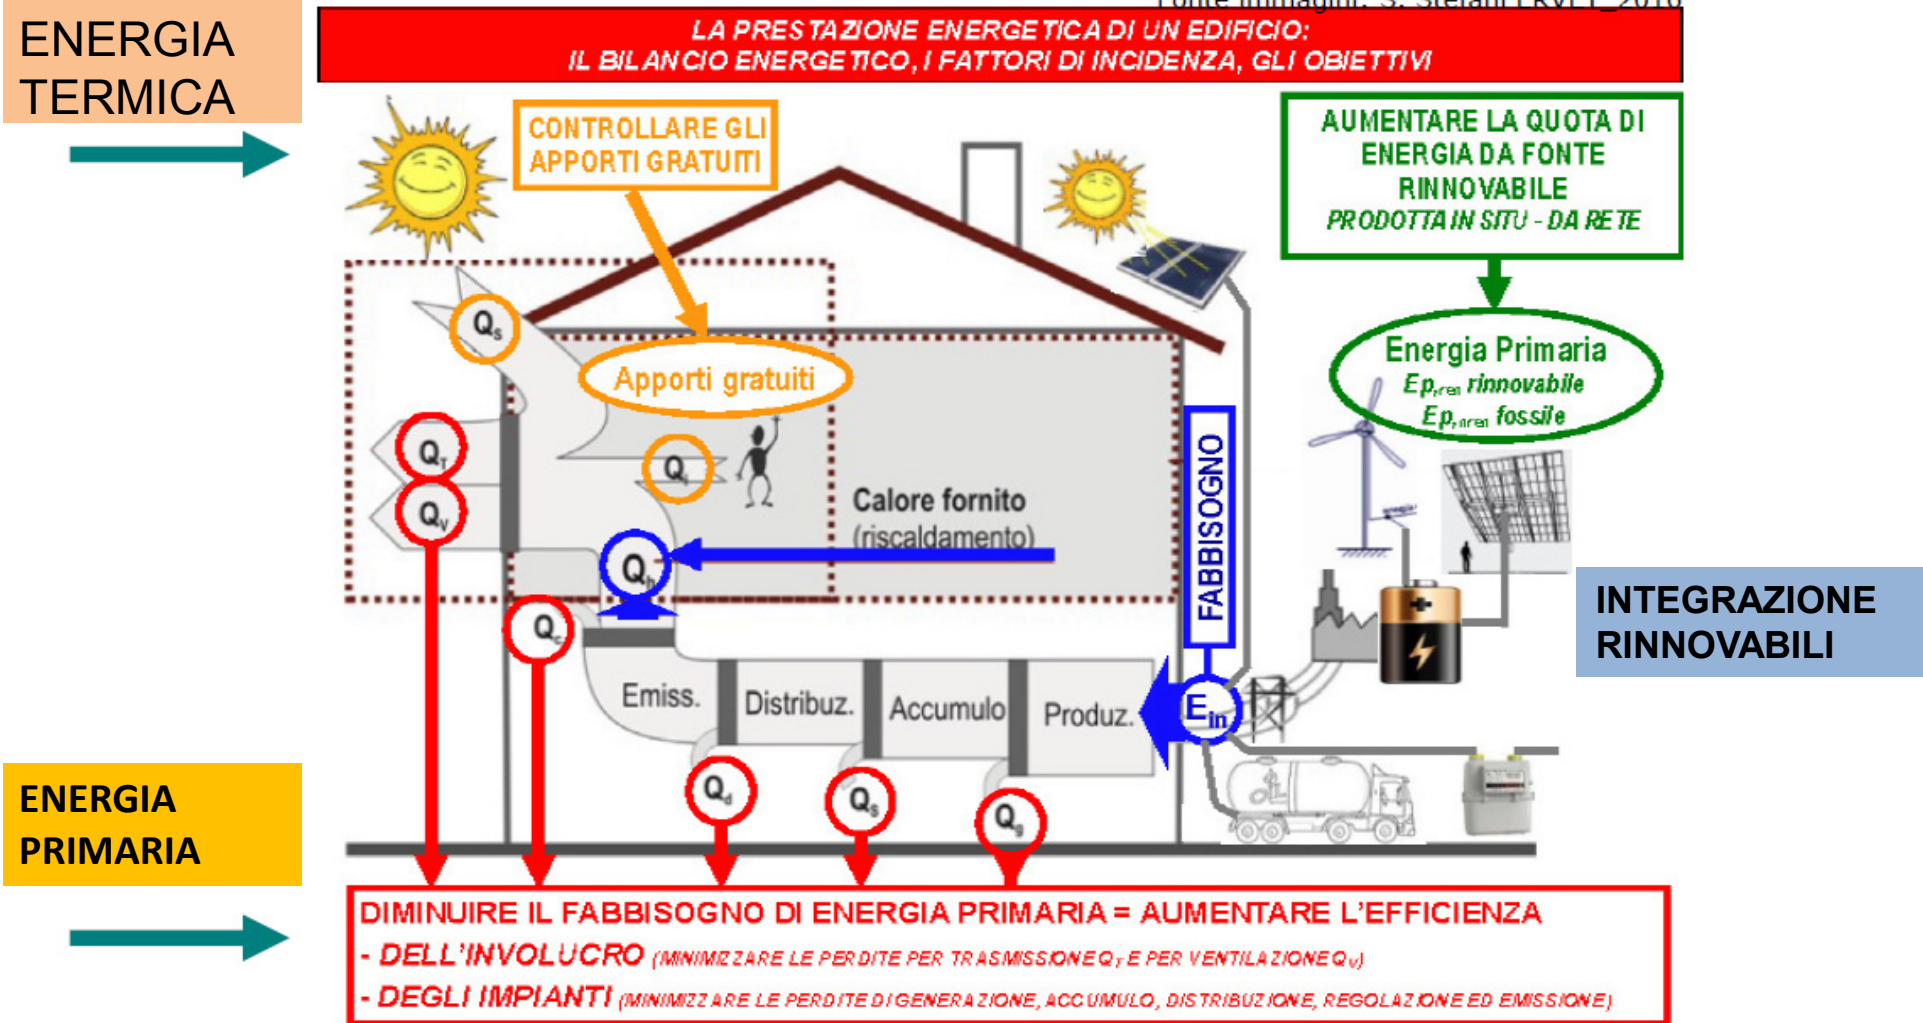 Fonte immagini: S. Stefani ERVET_2016
ENERGIA
TERMICA
LA PRESTAZIONE ENERGETICA DI UN EDIFICIO:
IL BILANCIO ENERGETICO, I FATTORI DI INCIDENZA, GLI OBIETTIVI
CONTROLLARE GLI
APPORTI GRATUITI
AUMENTARE LA QUOTA DI
ENERGIA DA FONTE
RINNOVABILE
PRODOTTA IN SITU - DA RETE
Qs
Apporti gratuiti
Energia Primaria
Ep,ren rinnovabile
Ep,nren fossile
QT
Qi
QV
Calore fornito
(riscaldamento)
FABBISOGNO
Qh
INTEGRAZIONE
RINNOVABILI
Qe
Emiss.
Distribuz.
Accumulo
Produz.
Ein
Qd
Qs
Qg
ENERGIA
PRIMARIA
DIMINUIRE IL FABBISOGNO DI ENERGIA PRIMARIA = AUMENTARE L'EFFICIENZA
- DELL'INVOLUCRO (MINIMIZZARE LE PERDITE PER TRASMISSIONE QT E PER VENTILAZIONE QV)
- DEGLI IMPIANTI (MINIMIZZARE LE PERDITE DI GENERAZIONE, ACCUMULO, DISTRIBUZIONE, REGOLAZIONE ED EMISSIONE)